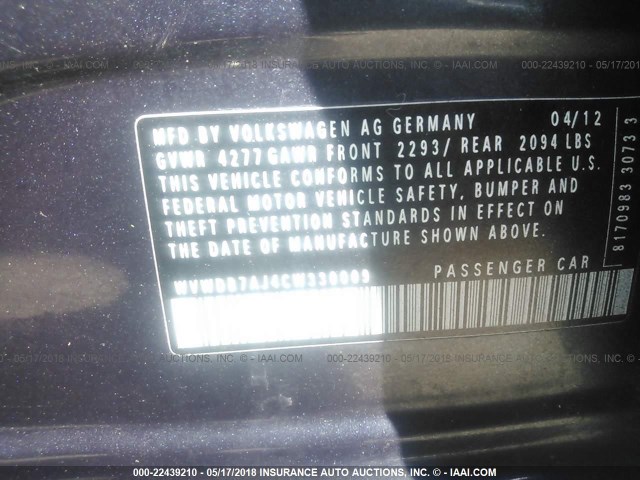 MFD BY VOLKSWAGEN AG GERMANY 04/12
GVWR 4277 GAWR FRONT 2293/ REAR 2094 LBS
THIS VEHICLE CONFORMS TO ALL APPLICABLE U.S.
FEDERAL MOTOR VEHICLE SAFETY, BUMPER AND
THEFT PREVENTION STANDARDS IN EFFECT ON
THE DATE OF MANUFACTURE SHOWN ABOVE.
PASSENGER CAR
8170983 3073 3
000-22439210 - 05/17/2018 INSURANCE AUTO AUCTIONS, INC. - IAAI.COM